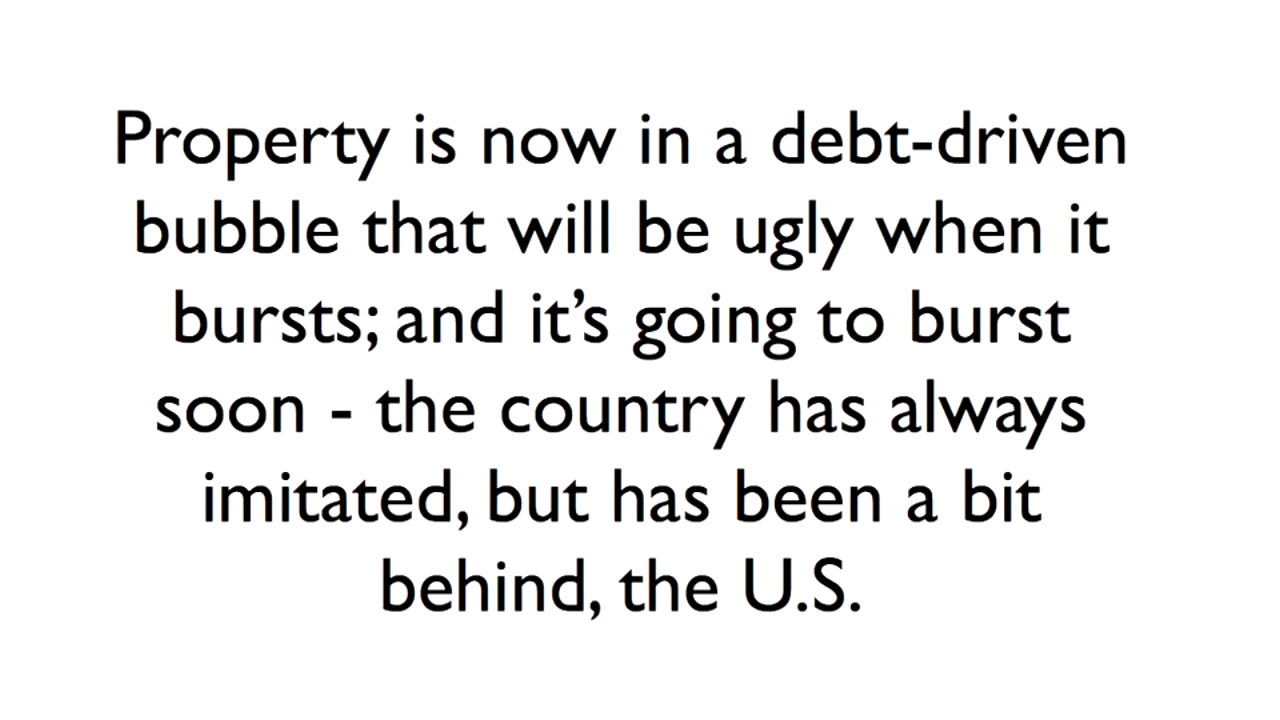 Property is now in a debt-driven
bubble that will be ugly when it
bursts; and it’s going to burst
soon - the country has always
imitated, but has been a bit
behind, the U.S.